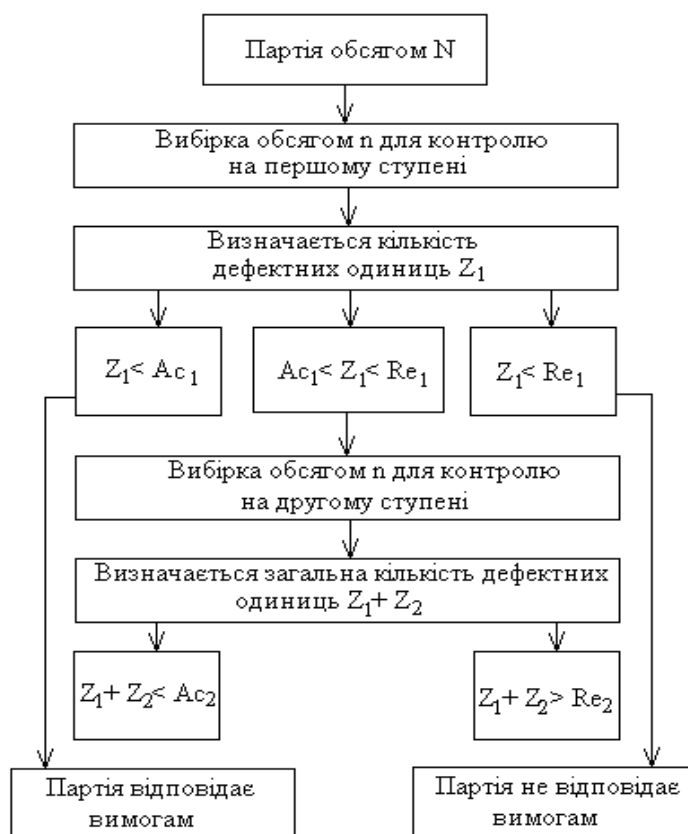 Партія обсягом N
Вибірка обсягом n для контролю
на першому ступені
Визначається кількість
дефектних одиниць Z₁
Z₁< Ac₁
Ac₁< Z₁< Re₁
Z₁< Re₁
Вибірка обсягом n для контролю
на другому ступені
Визначається загальна кількість дефектних
одиниць Z₁+ Z₂
Z₁+ Z₂< Ac₂
Z₁+ Z₂> Re₂
Партія відповідає
вимогам
Партія не відповідає
вимогам